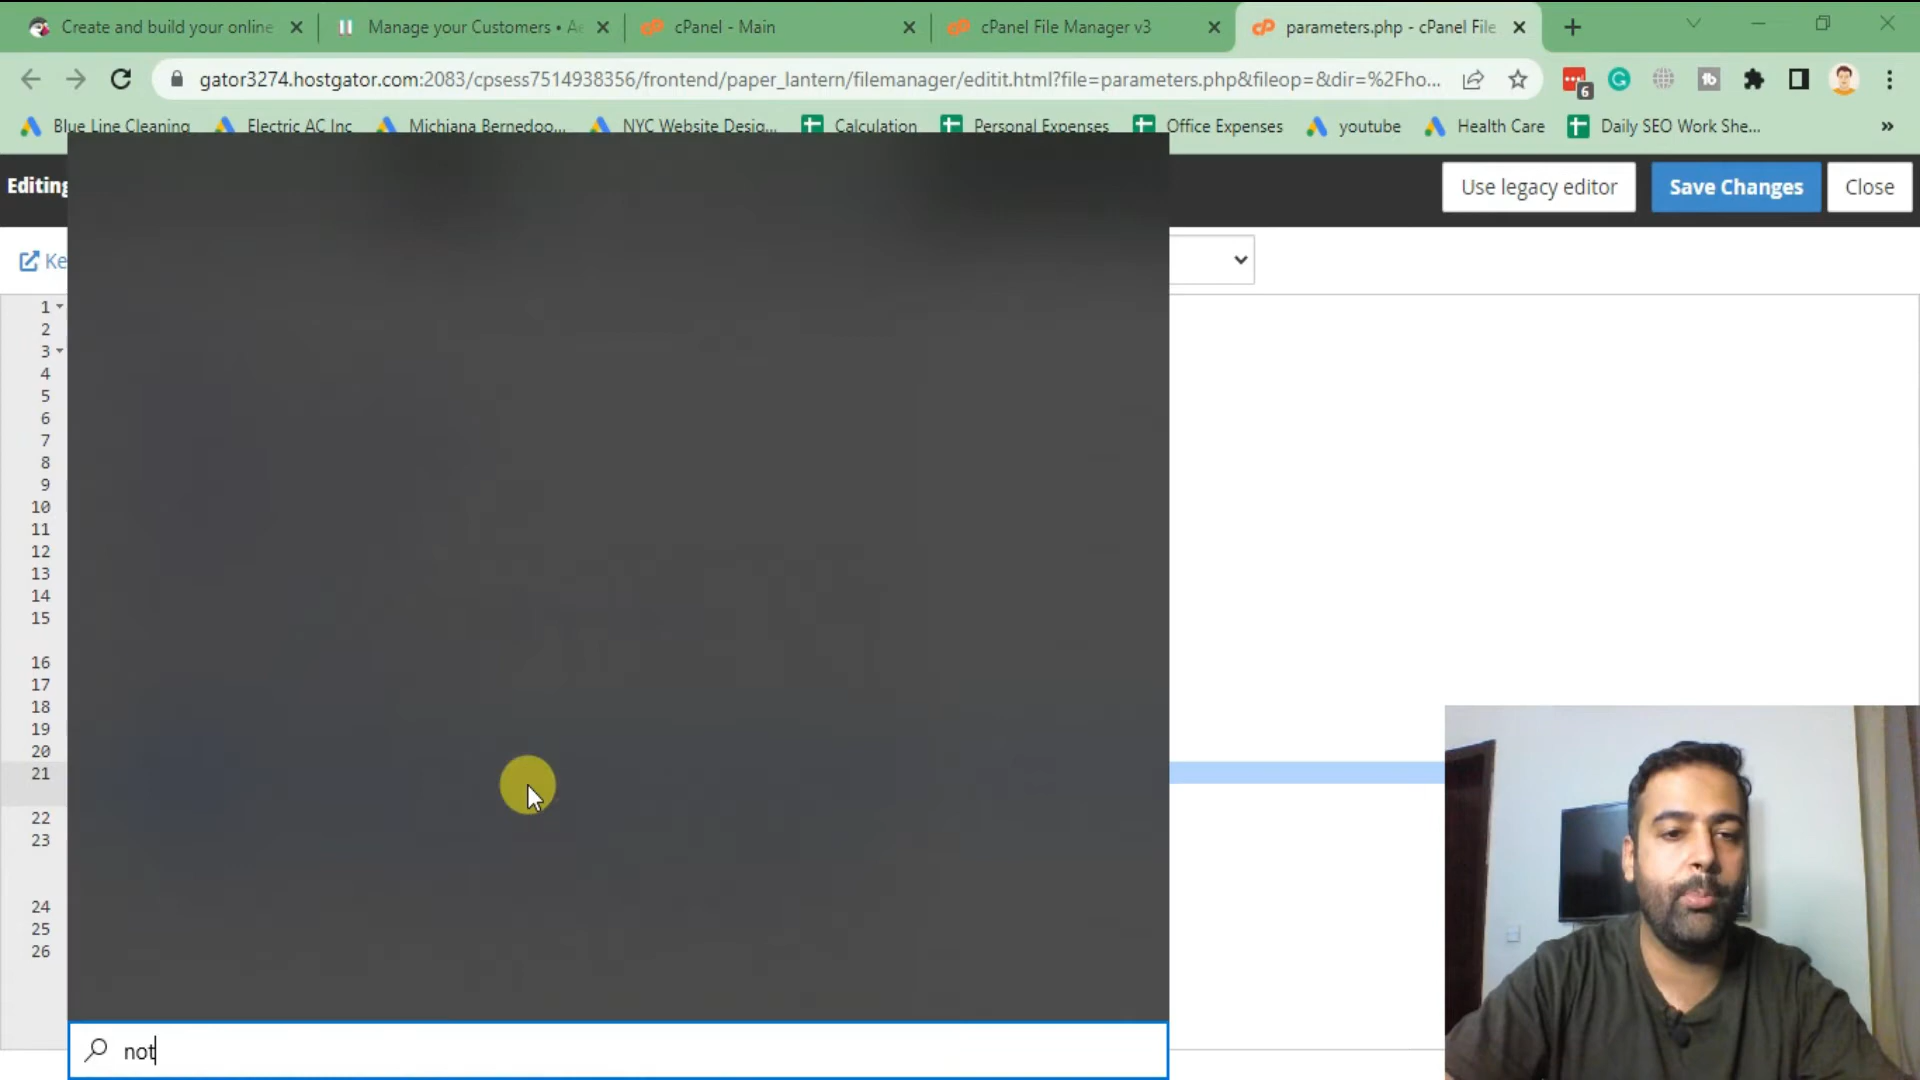 Create and build your online
Manage your Customers • Ae
cPanel - Main
cPanel File Manager v3
parameters.php - cPanel File
gator3274.hostgator.com:2083/cpsess7514938356/frontend/paper_lantern/filemanager/editit.html?file=parameters.php&fileop=&dir=%2Fho...
6
Blue Line Cleaning
Electric AC Inc
Michiana Bernedoo...
NYC Website Desig...
Calculation
Personal Expenses
Office Expenses
youtube
Health Care
Daily SEO Work She...
»
Editing
Use legacy editor
Save Changes
Close
Ke
1
2
3
4
5
6
7
8
9
10
11
12
13
14
15
16
17
18
19
20
21
22
23
24
25
26
not